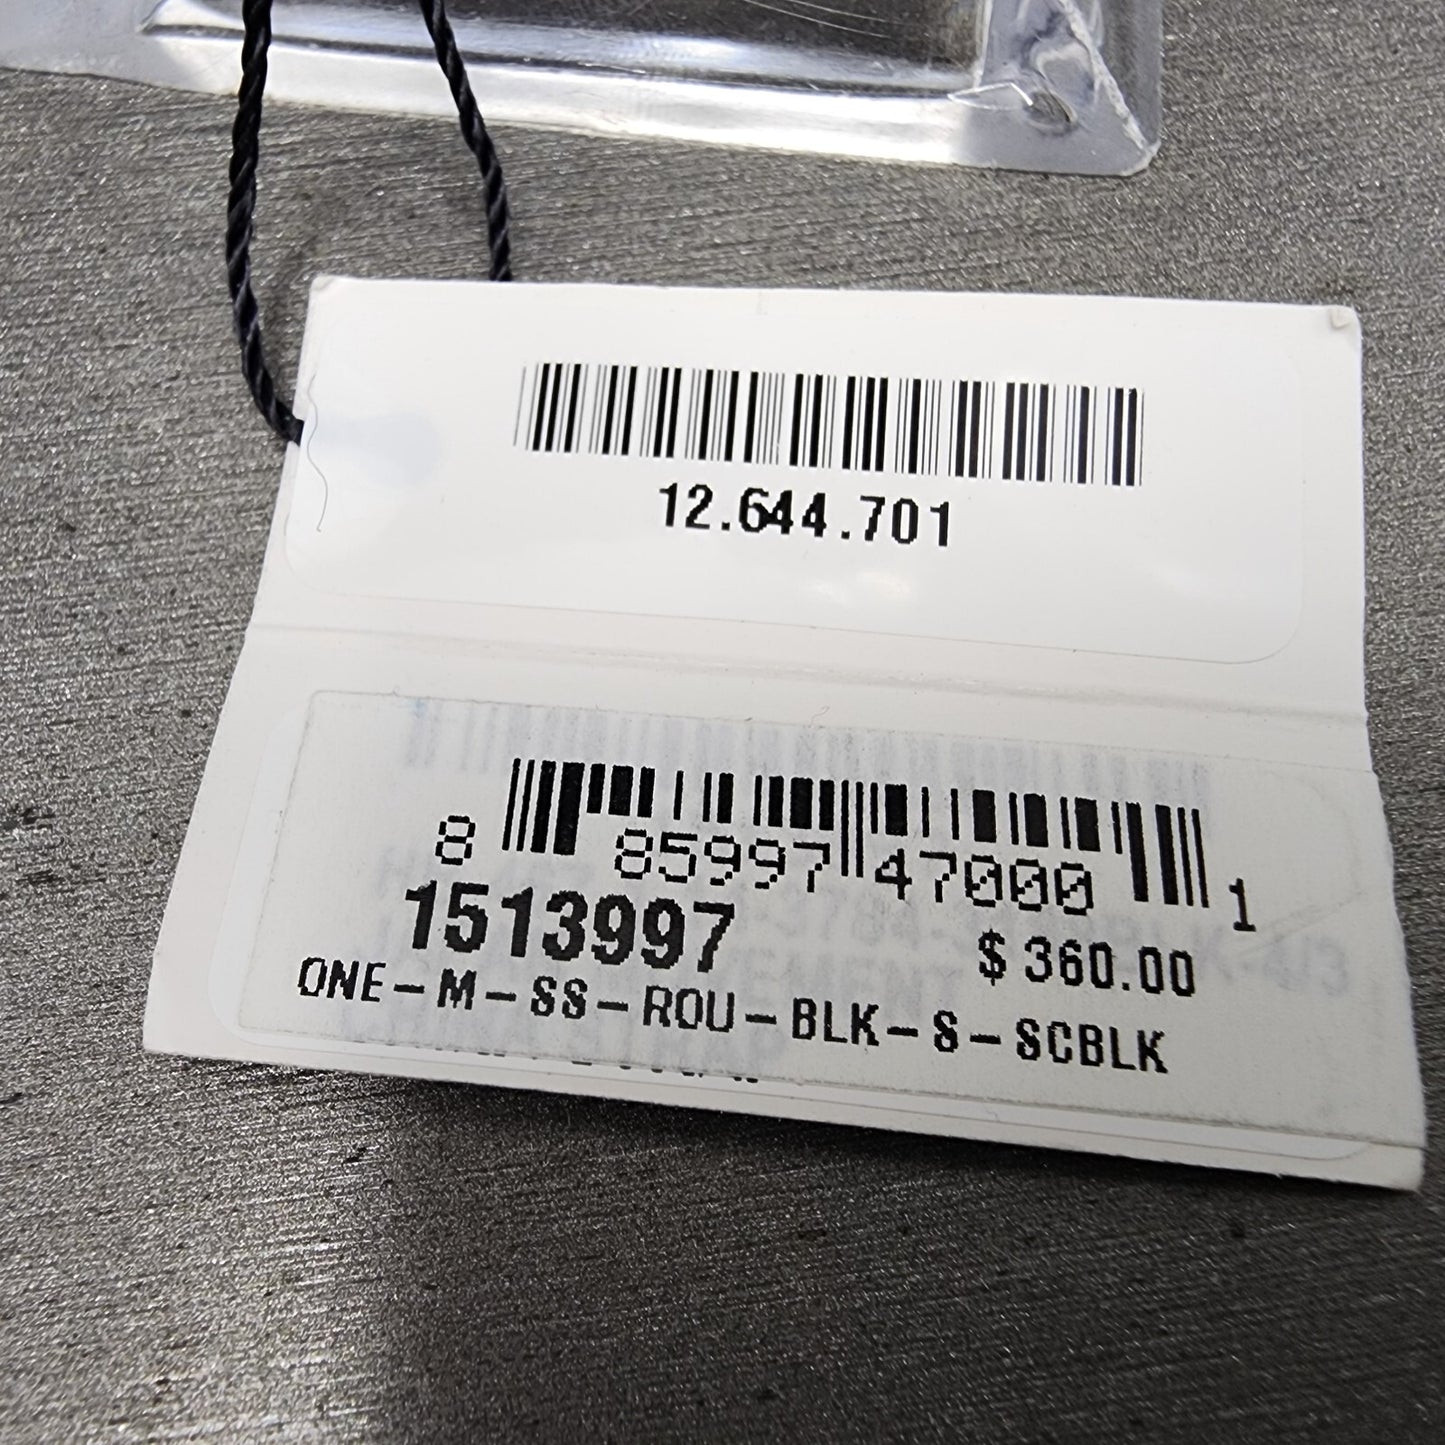 12.644.701
8 85997 47000 1
1513997
$ 360.00
ONE-M-SS-ROU-BLK-S-SCBLK